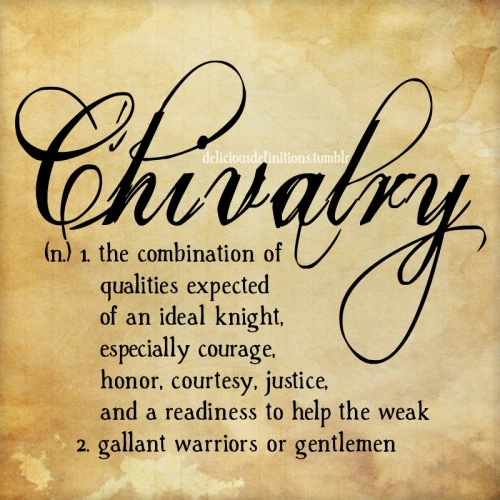 Chivalry
deliciousdefinitions.tumblr
(n.) 1. the combination of
qualities expected
of an ideal knight,
especially courage,
honor, courtesy, justice,
and a readiness to help the weak
2. gallant warriors or gentlemen